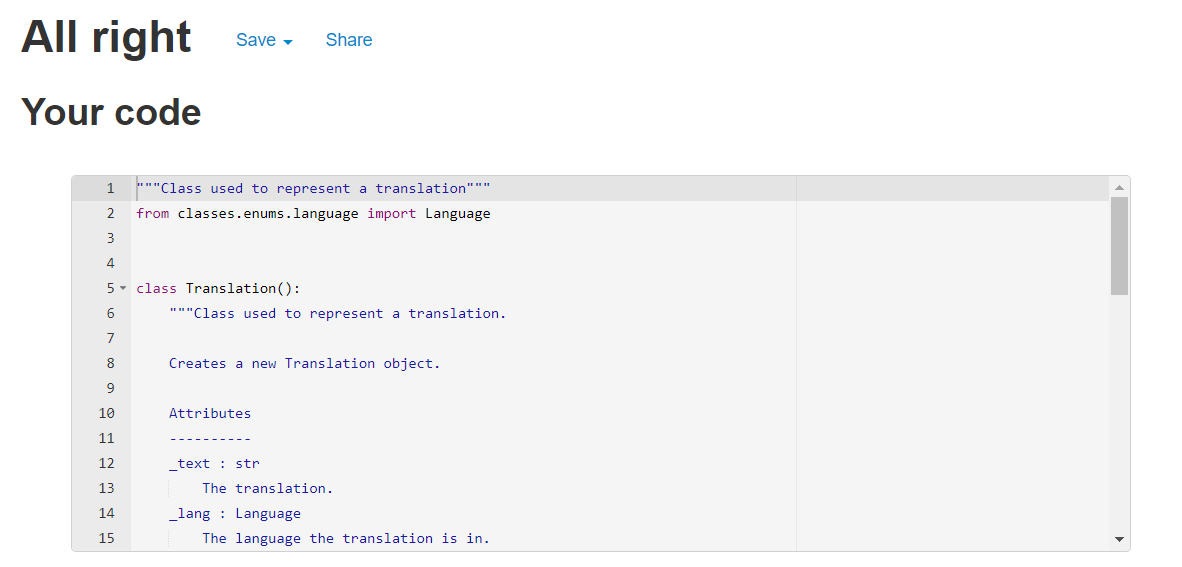 All right Save Share
Your code
1 """Class used to represent a translation"""
2 from classes.enums.language import Language
3
4
5 class Translation():
6     """Class used to represent a translation.
7
8     Creates a new Translation object.
9
10     Attributes
11     ----------
12     _text : str
13         The translation.
14     _lang : Language
15         The language the translation is in.